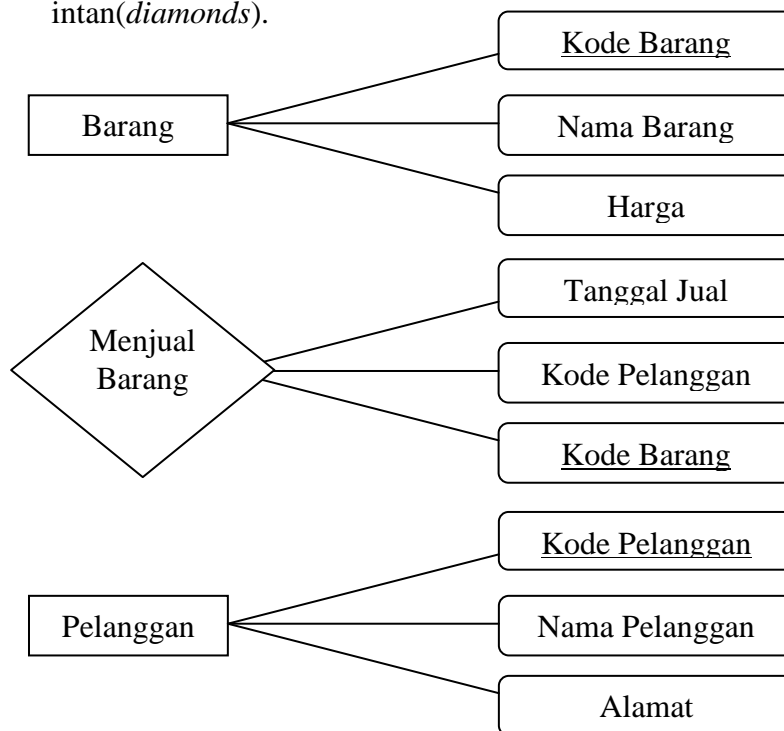 intan(diamonds).
Kode Barang
Barang
Nama Barang
Harga
Tanggal Jual
Menjual
Barang
Kode Pelanggan
Kode Barang
Kode Pelanggan
Pelanggan
Nama Pelanggan
Alamat